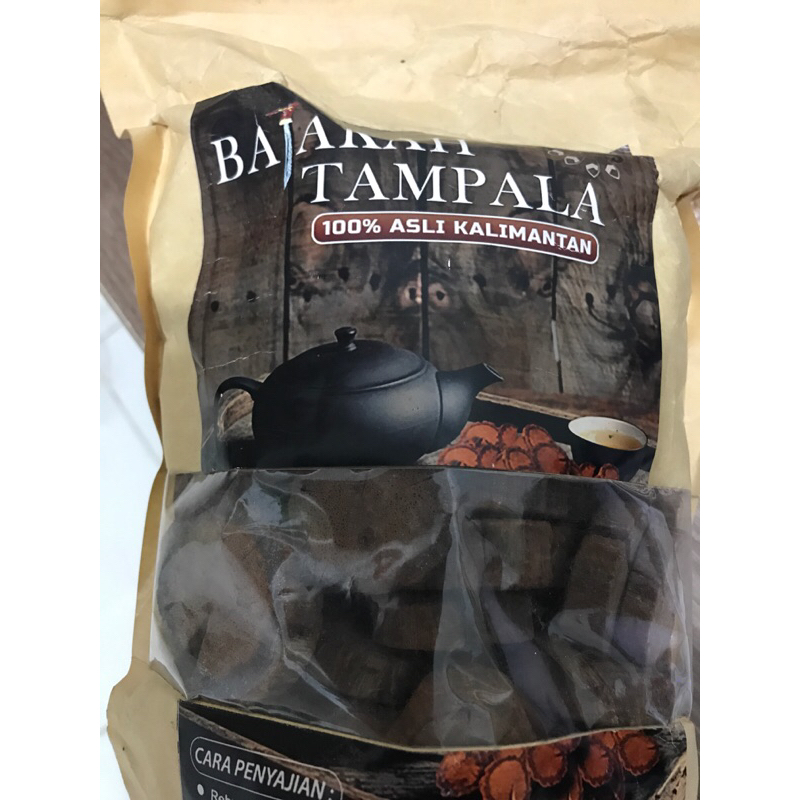 BAJAKAH
TAMPALA
100% ASLI KALIMANTAN
CARA PENYAJIAN :